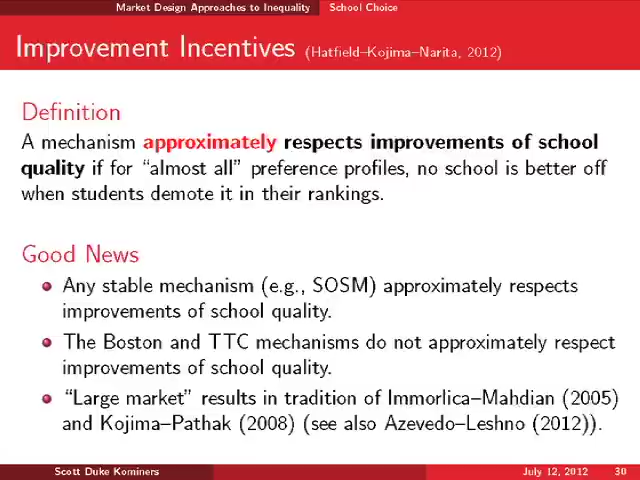 Market Design Approaches to Inequality School Choice
Improvement Incentives (Hatfield–Kojima–Narita, 2012)
Definition
A mechanism approximately respects improvements of school
quality if for “almost all” preference profiles, no school is better off
when students demote it in their rankings.
Good News
Any stable mechanism (e.g., SOSM) approximately respects
improvements of school quality.
The Boston and TTC mechanisms do not approximately respect
improvements of school quality.
“Large market” results in tradition of Immorlica–Mahdian (2005)
and Kojima–Pathak (2008) (see also Azevedo–Leshno (2012)).
Scott Duke Kominers July 12, 2012 30